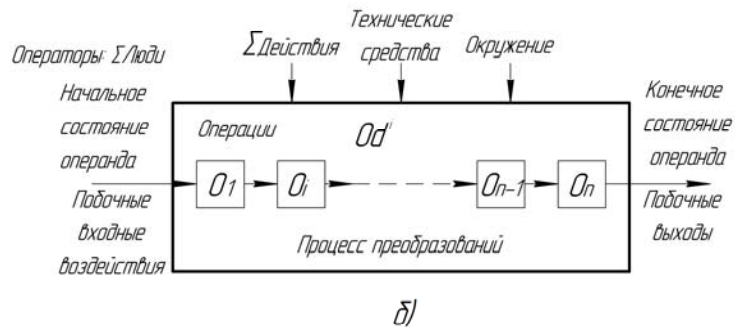 Операторы: ΣЛюди
ΣДействия
Технические
средства
Окружение
Начальное
состояние
операнда
Побочные
входные
воздействия
Операции
Od^i
O1
Oi
On-1
On
Процесс преобразований
Конечное
состояние
операнда
Побочные
выходы
б)